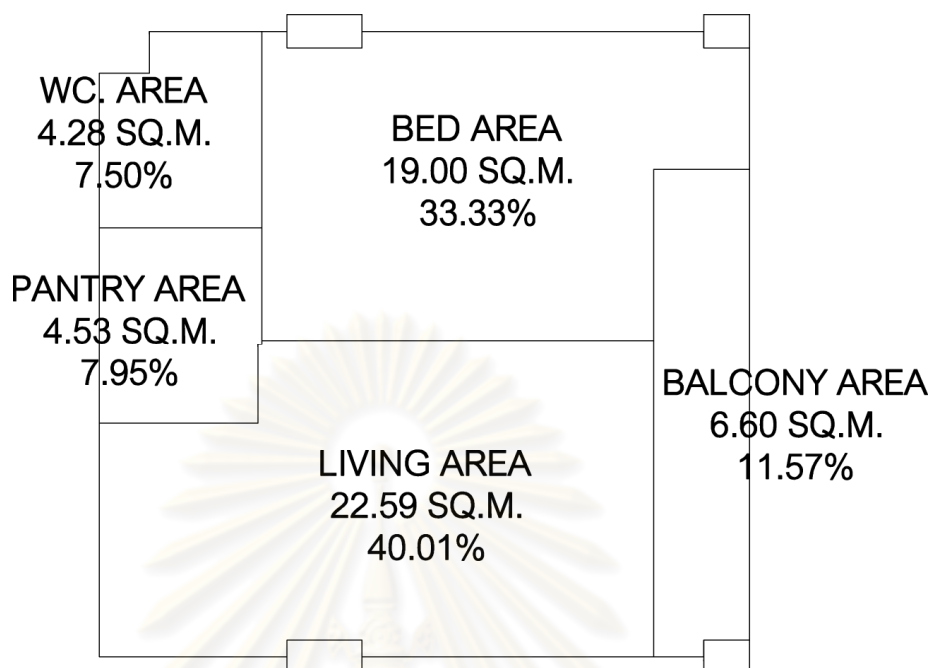 WC. AREA
4.28 SQ.M.
7.50%
BED AREA
19.00 SQ.M.
33.33%
PANTRY AREA
4.53 SQ.M.
7.95%
BALCONY AREA
6.60 SQ.M.
11.57%
LIVING AREA
22.59 SQ.M.
40.01%